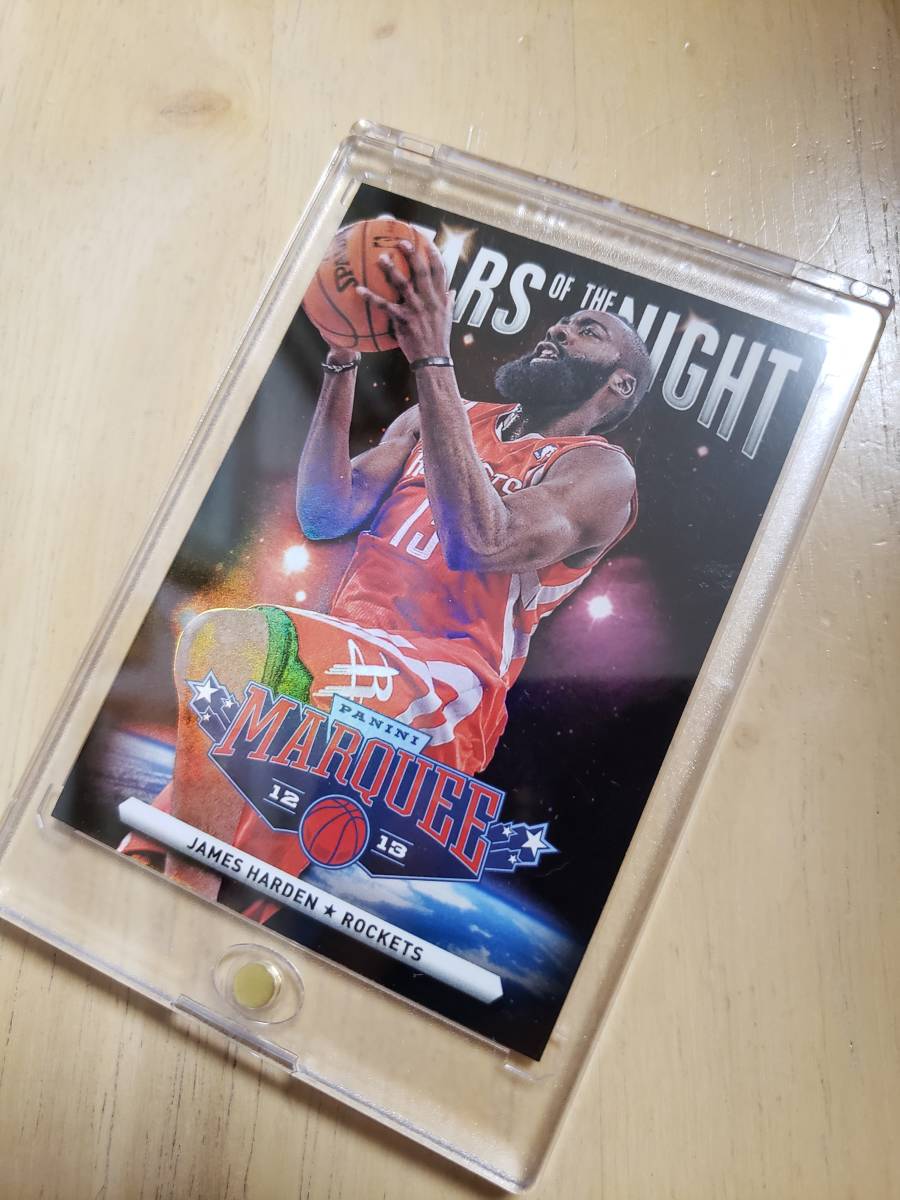 STARS OF THE NIGHT
SPALDING
ROCKETS
13
PANINI
MARQUEE
12
13
JAMES HARDEN ★ ROCKETS